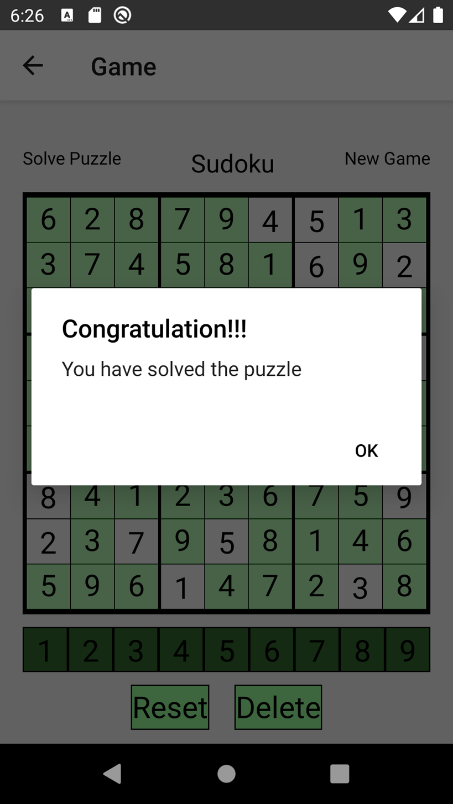 6:26
Game
Solve Puzzle Sudoku New Game
6 2 8 7 9 4 5 1 3
3 7 4 5 8 1 6 9 2
Congratulation!!!
You have solved the puzzle
OK
8 4 1 2 3 6 7 5 9
2 3 7 9 5 8 1 4 6
5 9 6 1 4 7 2 3 8
1 2 3 4 5 6 7 8 9
Reset Delete